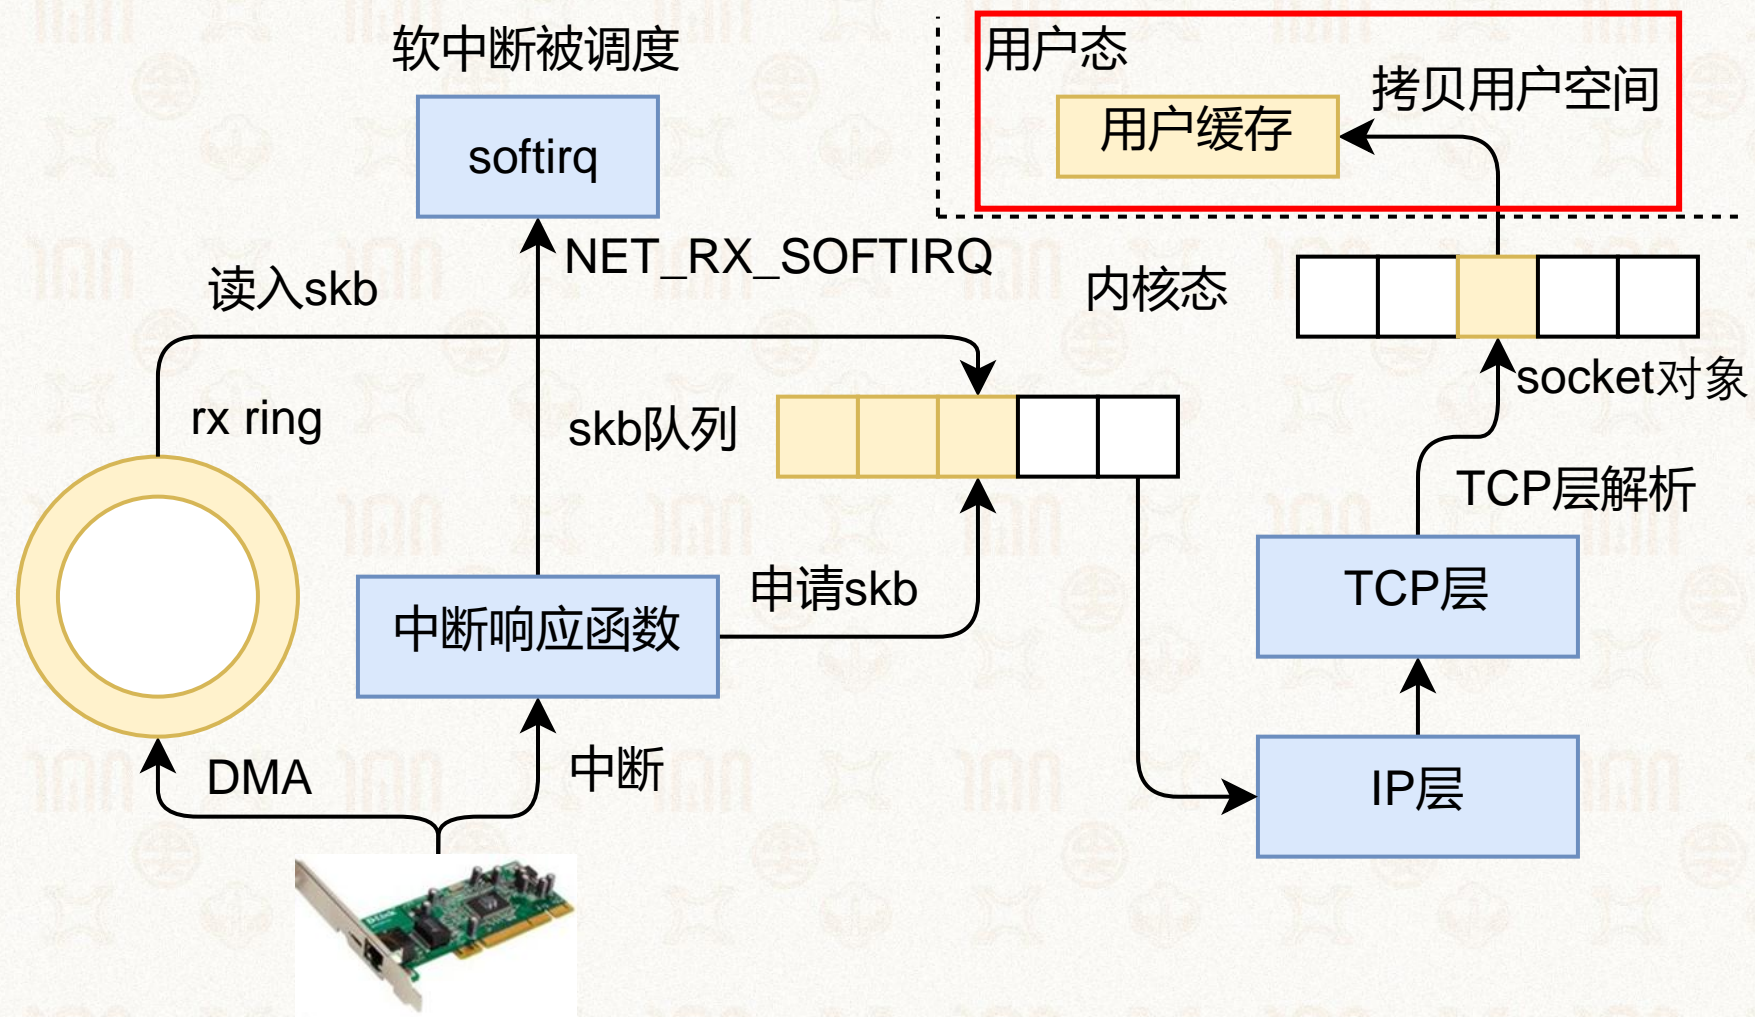 软中断被调度
softirq
用户态
拷贝用户空间
用户缓存
NET_RX_SOFTIRQ
读入skb
内核态
socket对象
rx ring
skb队列
TCP层解析
申请skb
TCP层
中断响应函数
DMA
中断
IP层